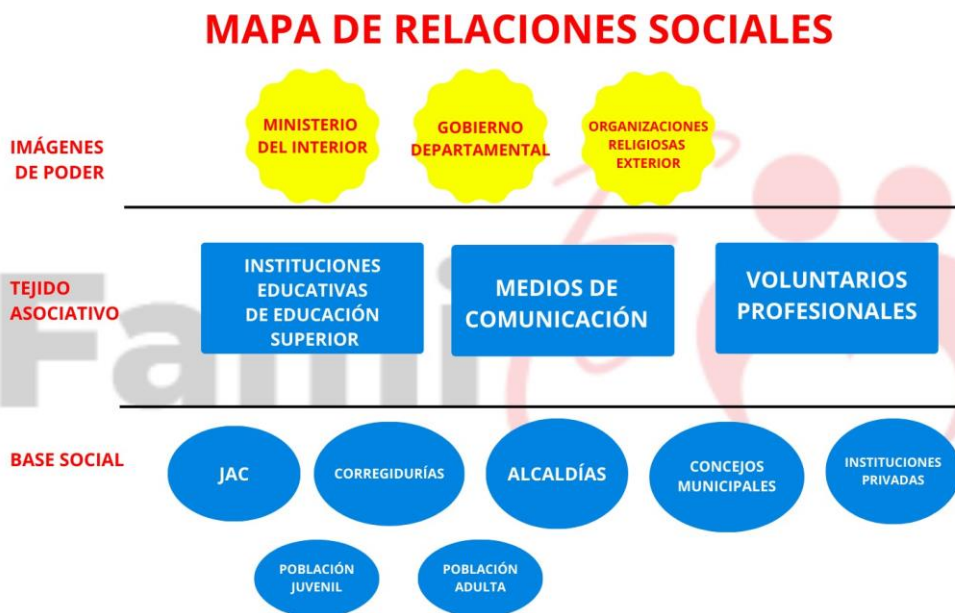 MAPA DE RELACIONES SOCIALES
IMÁGENES
DE PODER
MINISTERIO
DEL INTERIOR
GOBIERNO
DEPARTAMENTAL
ORGANIZACIONES
RELIGIOSAS
EXTERIOR
TEJIDO
ASOCIATIVO
INSTITUCIONES
EDUCATIVAS
DE EDUCACIÓN
SUPERIOR
MEDIOS DE
COMUNICACIÓN
VOLUNTARIOS
PROFESIONALES
Fami
BASE SOCIAL
JAC
CORREGIDURÍAS
ALCALDÍAS
CONCEJOS
MUNICIPALES
INSTITUCIONES
PRIVADAS
POBLACIÓN
JUVENIL
POBLACIÓN
ADULTA